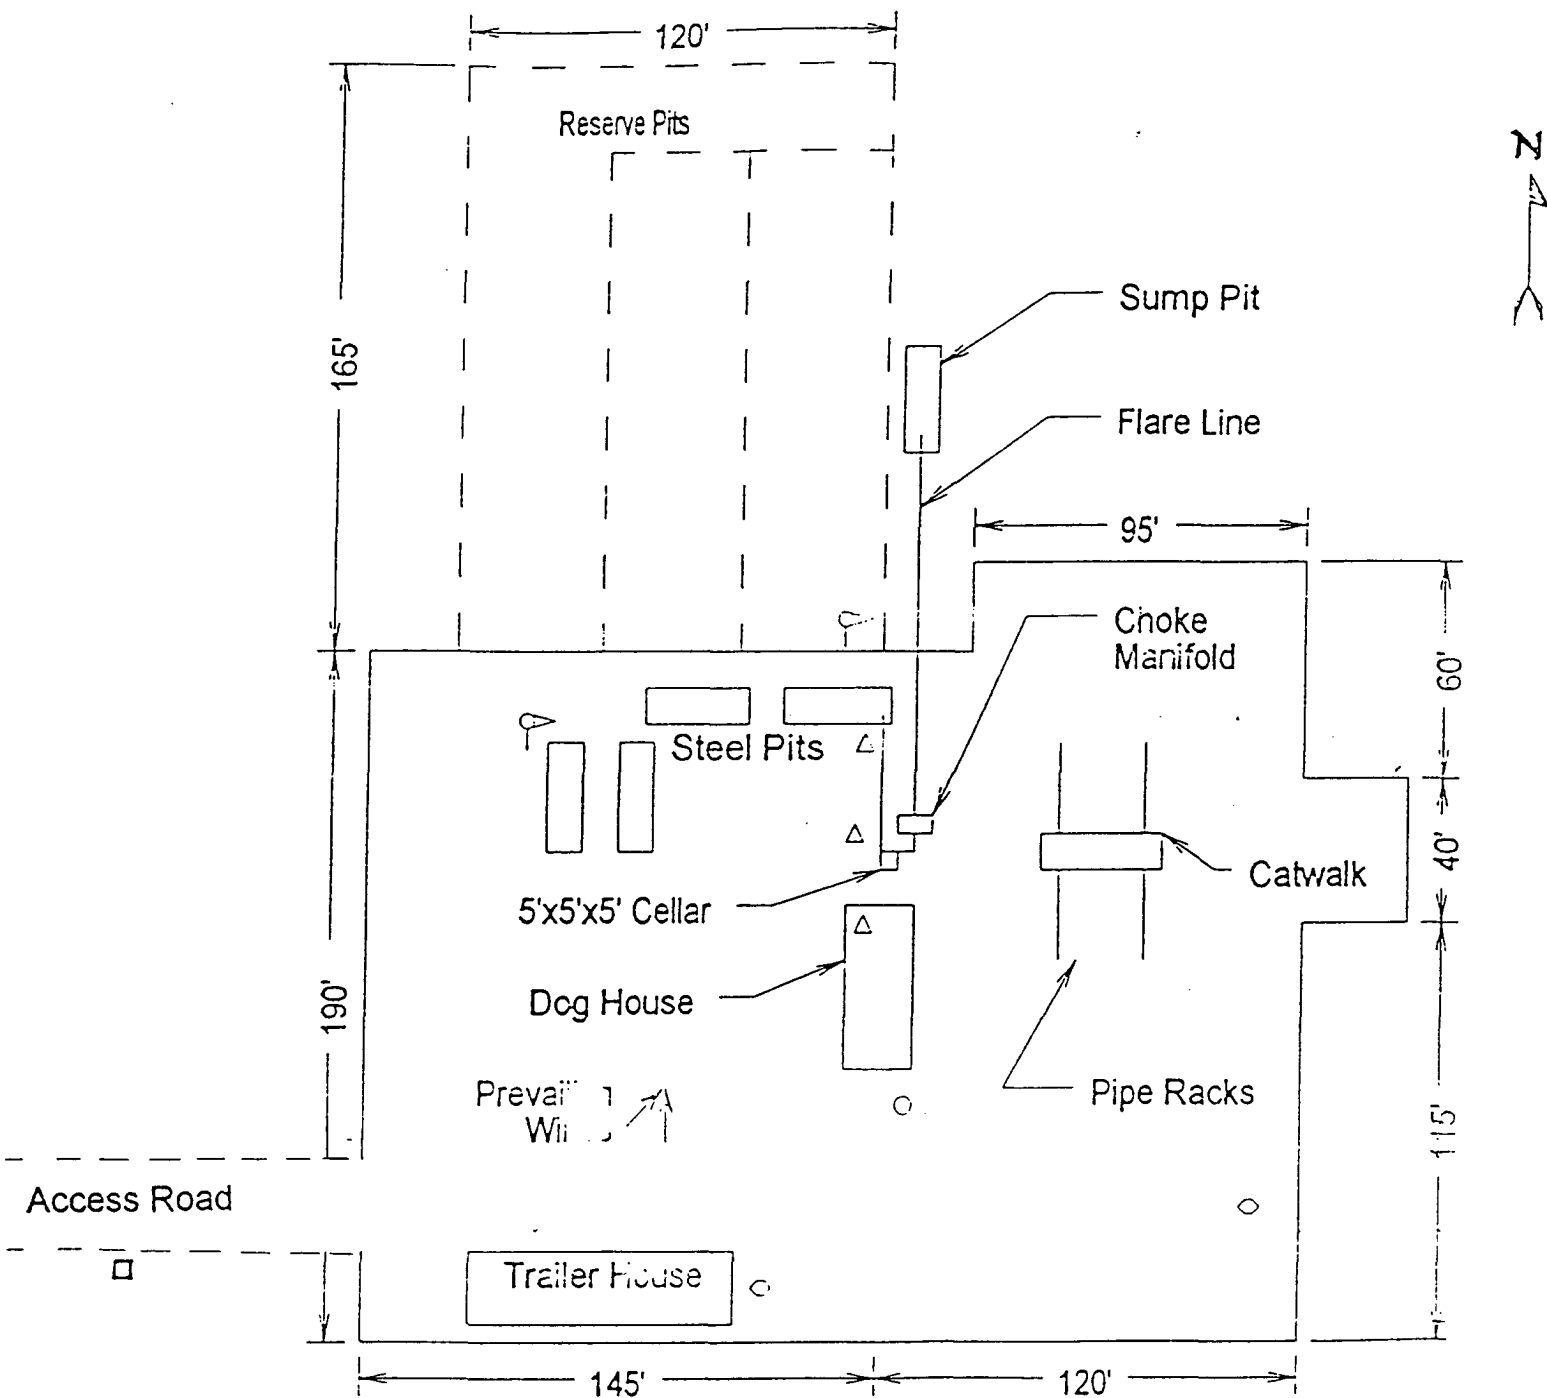 120'
Reserve Pits
N
Sump Pit
165'
Flare Line
95'
Choke
Manifold
60'
Steel Pits
40'
Catwalk
5'x5'x5' Cellar
190'
Dog House
Pipe Racks
115'
Access Road
Trailer House
145'
120'